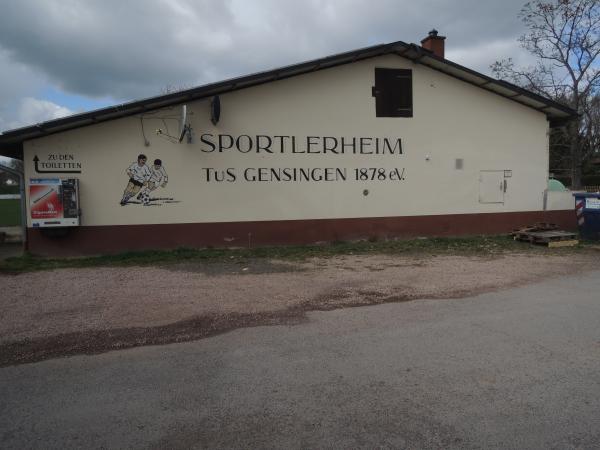 SPORTLERHEIM
TUS GENSINGEN 1878 e.V.
ZU DEN
TOILETTEN